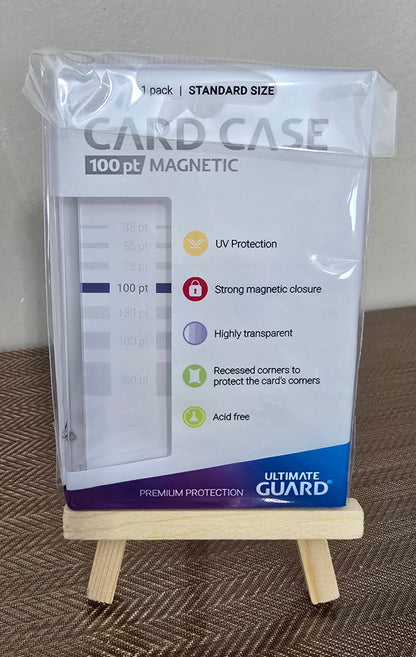 1 pack | STANDARD SIZE
CARD CASE
100 pt MAGNETIC
35 pt
55 pt
75 pt
100 pt
130 pt
180 pt
360 pt
UV Protection
Strong magnetic closure
Highly transparent
Recessed corners to
protect the card's corners
Acid free
PREMIUM PROTECTION
ULTIMATE
GUARD®